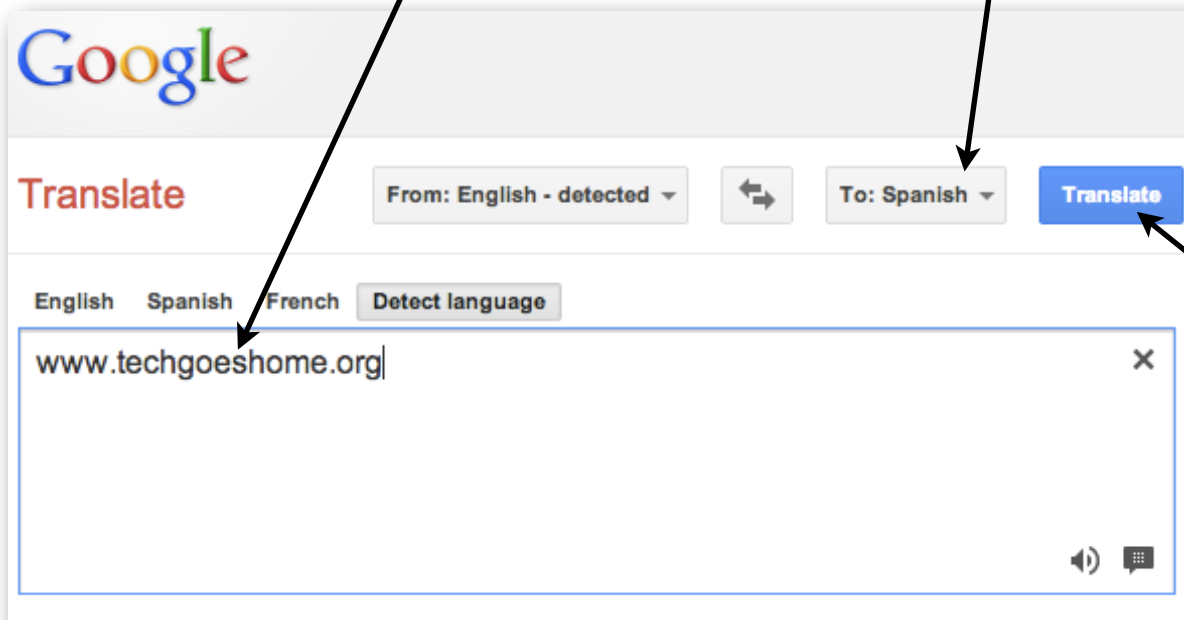 Google
Translate From: English - detected To: Spanish Translate
English Spanish French Detect language
www.techgoeshome.org